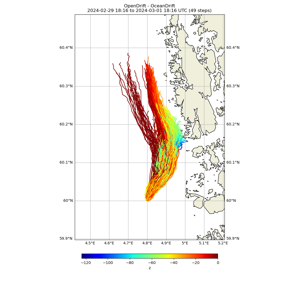 OpenDrift - OceanDrift
2024-02-29 18:16 to 2024-03-01 18:16 UTC (49 steps)
60.4°N
60.3°N
60.2°N
60.1°N
60°N
59.9°N
4.5°E 4.6°E 4.7°E 4.8°E 4.9°E 5°E 5.1°E 5.2°E
−120 −100 −80 −60 −40 −20 0
z